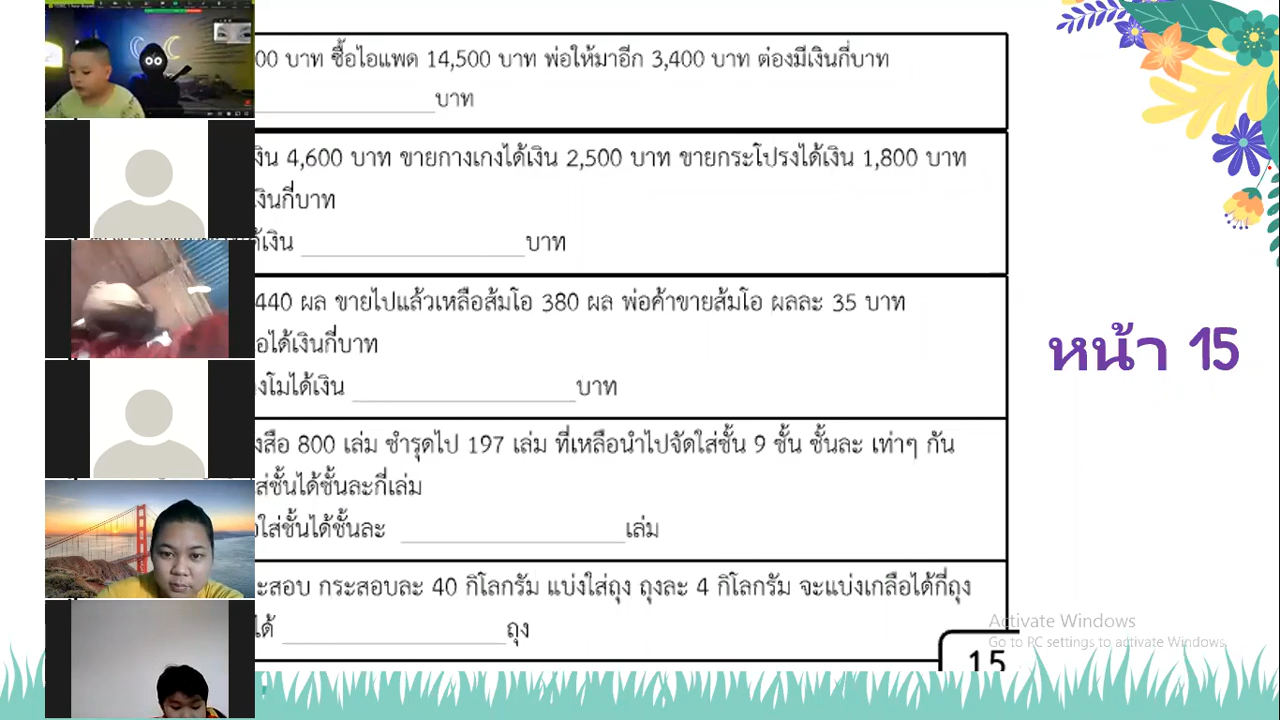 00 บาท ซื้อไอแพด 14,500 บาท พ่อให้มาอีก 3,400 บาท ต่องมีเงินกี่บาท
บาท
งิน 4,600 บาท ขายกางเกงได้เงิน 2,500 บาท ขายกระโปรงได้เงิน 1,800 บาท
เงินกี่บาท
ด้เงิน บาท
440 ผล ขายไปแล้วเหลือส้มโอ 380 ผล พ่อค้าขายส้มโอ ผลละ 35 บาท
อได้เงินกี่บาท
งโมได้เงิน บาท
หน้า 15
งสือ 800 เล่ม ชำรุดไป 197 เล่ม ที่เหลือนำไปจัดใส่ชั้น 9 ชั้น ชั้นละ เท่าๆ กัน
ส่ชั้นได้ชั้นละกี่เล่ม
ใส่ชั้นได้ชั้นละ เล่ม
ะสอบ กระสอบละ 40 กิโลกรัม แบ่งใส่ถุง ถุงละ 4 กิโลกรัม จะแบ่งเกลือได้กี่ถุง
ได้ ถุง
Activate Windows
Go to PC settings to activate Windows.
15